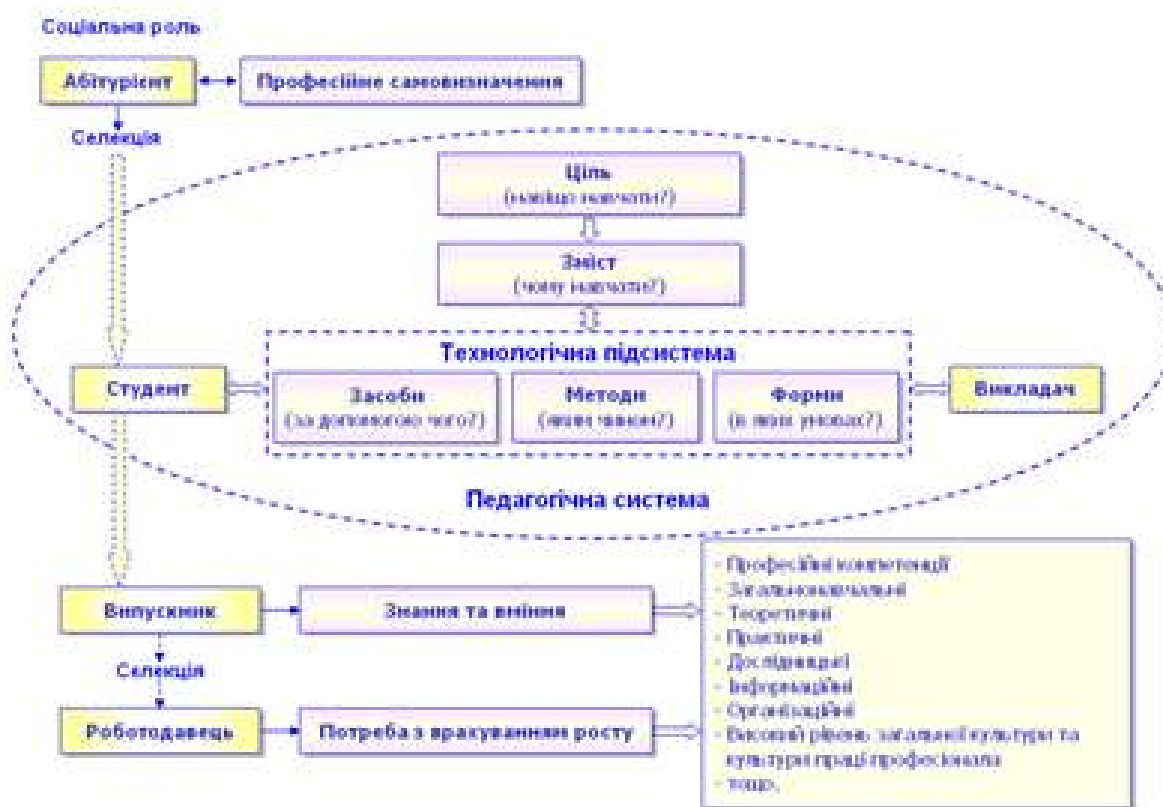 Соціальна роль
Абітурієнт
Професійне самовизначення
Селекція
Ціль
(навіщо навчати?)
Зміст
(чому навчати?)
Технологічна підсистема
Студент
Засоби
(за допомогою чого?)
Методи
(яким чином?)
Форми
(в яких умовах?)
Викладач
Педагогічна система
Випускник
Знання та вміння
Селекція
Роботодавець
Потреба з врахуванням росту
- Професійні компетенції
- Загальнонавчальні
- Теоретичні
- Практичні
- Дослідницькі
- Інформаційні
- Організаційні
- Високий рівень загальної культури та
культури праці професіонала
- тощо.